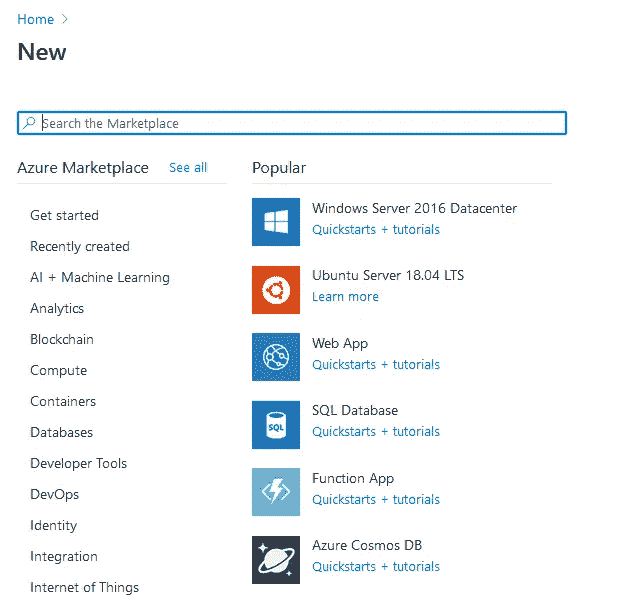 Home >
New
Search the Marketplace
Azure Marketplace See all
Get started
Recently created
AI + Machine Learning
Analytics
Blockchain
Compute
Containers
Databases
Developer Tools
DevOps
Identity
Integration
Internet of Things
Popular
Windows Server 2016 Datacenter
Quickstarts + tutorials
Ubuntu Server 18.04 LTS
Learn more
Web App
Quickstarts + tutorials
SQL
SQL Database
Quickstarts + tutorials
Function App
Quickstarts + tutorials
Azure Cosmos DB
Quickstarts + tutorials